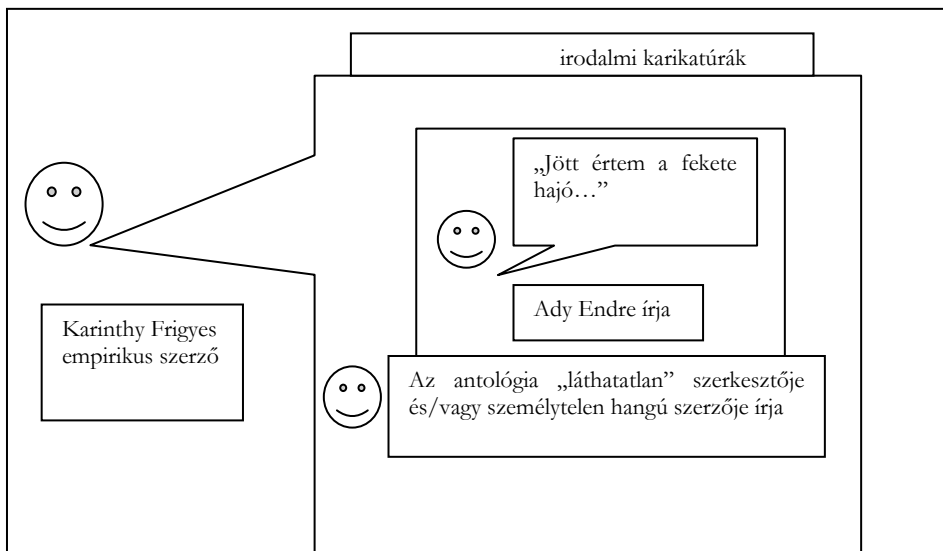 irodalmi karikatúrák
„Jött értem a fekete
hajó…”
Ady Endre írja
Karinthy Frigyes
empirikus szerző
Az antológia „láthatatlan” szerkesztője
és/vagy személytelen hangú szerzője írja